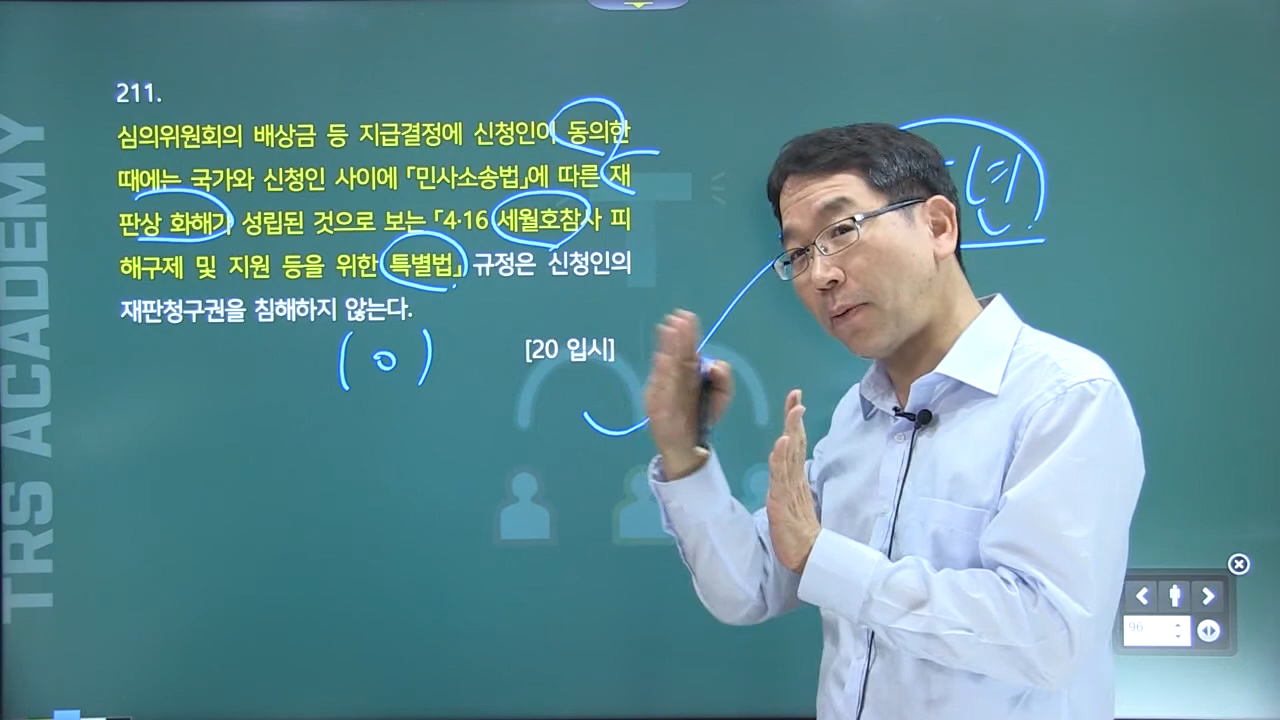 211.
심의위원회의 배상금 등 지급결정에 신청인이 동의한
때에는 국가와 신청인 사이에 「민사소송법」에 따른 재
판상 화해가 성립된 것으로 보는 「4·16 세월호참사 피
해구제 및 지원 등을 위한 특별법」 규정은 신청인의
재판청구권을 침해하지 않는다.
(o)
[20 입시]
년
TRS ACADEMY
96